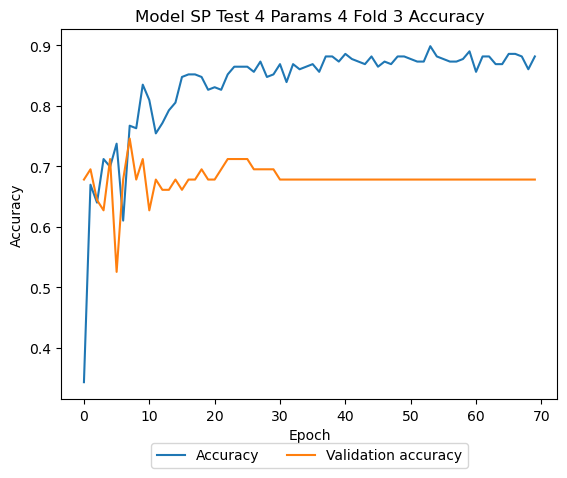 Model SP Test 4 Params 4 Fold 3 Accuracy
0.9
0.8
0.7
0.6
0.5
0.4
Accuracy
0 10 20 30 40 50 60 70
Epoch
Accuracy Validation accuracy